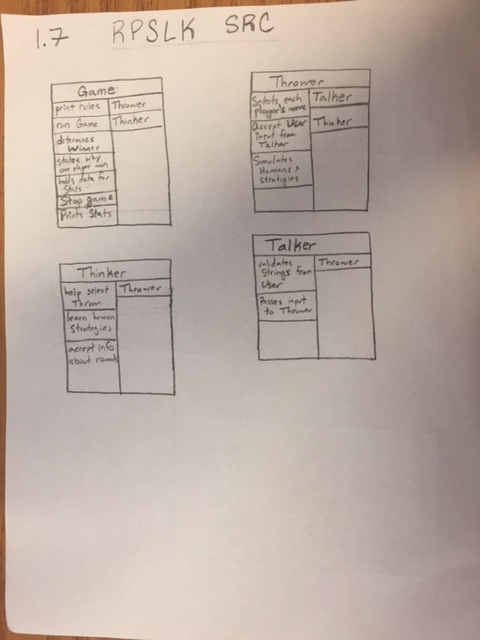 1.7 RPSLK SRC
Game
print rules Thrower
run Game Thinker
determines
Winner
states why
one player won
holds data for
Stats
Stop game
Prints Stats
Thrower
Selects each Talker
player's move
Accept User Thinker
input from
Talker
Simulates
Humans &
strategies
Thinker
help select Thrower
Throw
learn human
Strategies
accept info
about rounds
Talker
validates Thrower
Strings from
User
Passes input
to Thrower